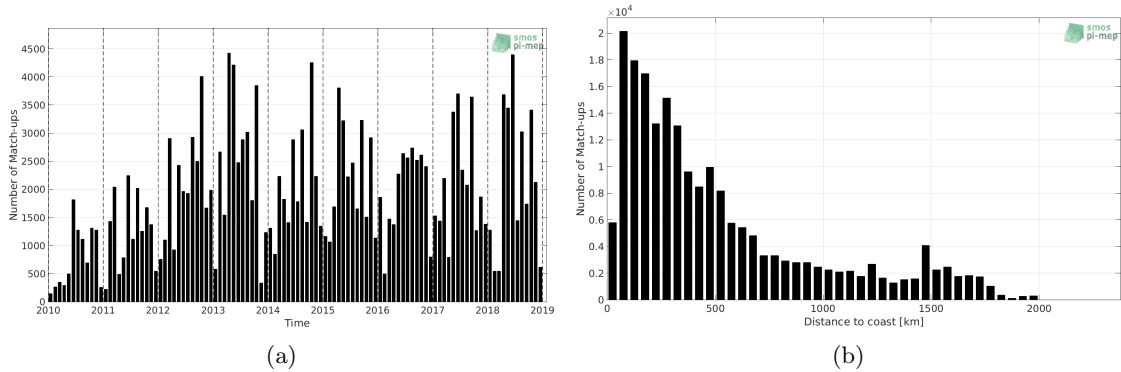 smos
pi-mep
4500
4000
3500
3000
2500
2000
1500
1000
500
0
Number of Match-ups
2010 2011 2012 2013 2014 2015 2016 2017 2018 2019
Time
(a)
×10⁴
smos
pi-mep
2
1.8
1.6
1.4
1.2
1
0.8
0.6
0.4
0.2
0
Number of Match-ups
0 500 1000 1500 2000
Distance to coast [km]
(b)